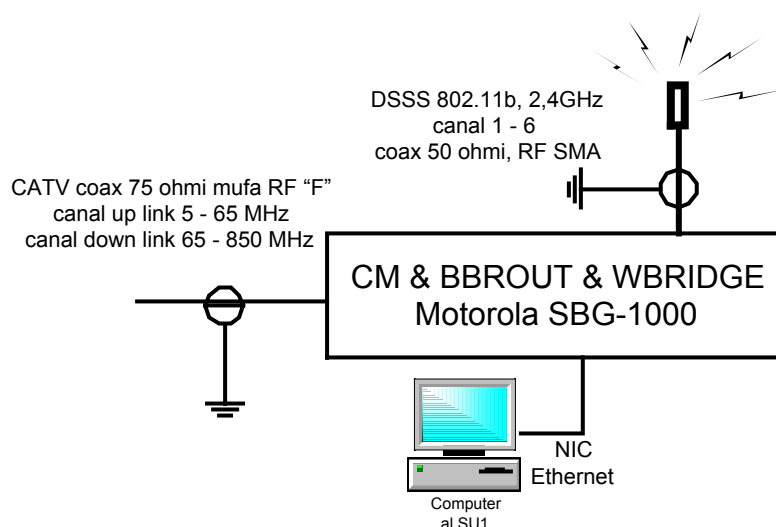 DSSS 802.11b, 2,4GHz
canal 1 - 6
coax 50 ohmi, RF SMA
CATV coax 75 ohmi mufa RF “F”
canal up link 5 - 65 MHz
canal down link 65 - 850 MHz
CM & BBROUT & WBRIDGE
Motorola SBG-1000
NIC
Ethernet
Computer
al SU1